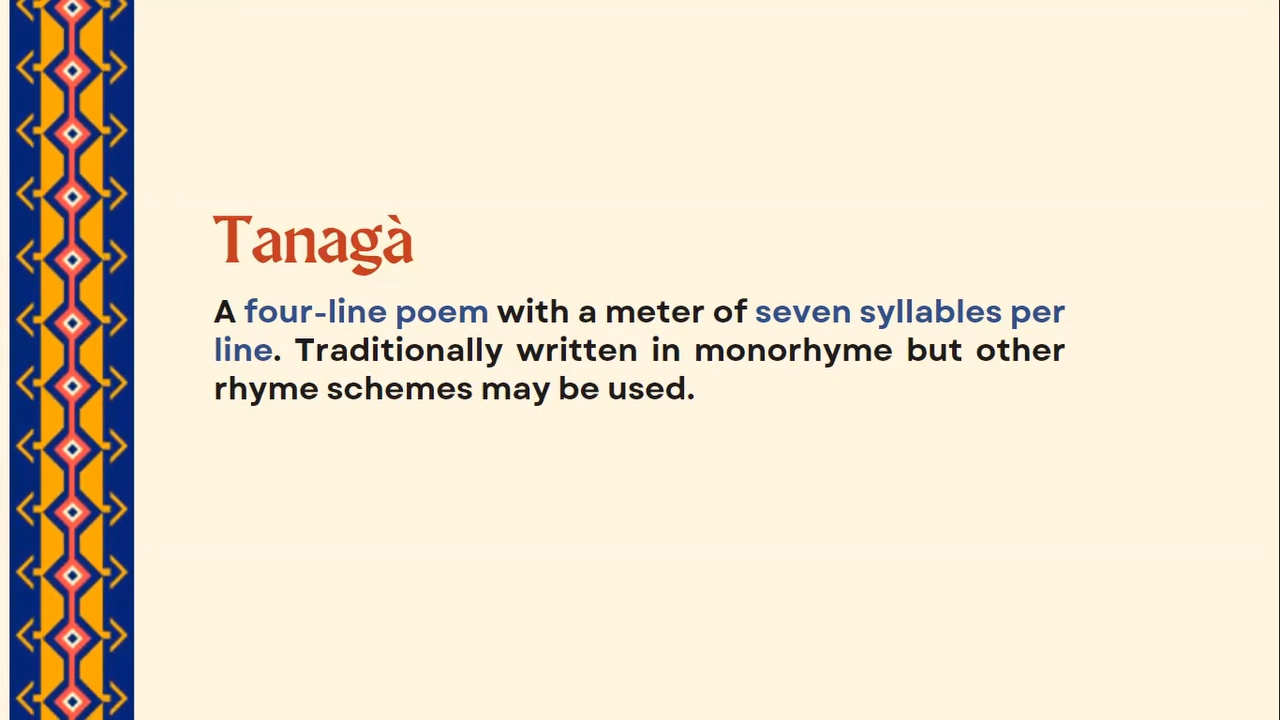 Tanagà
A four-line poem with a meter of seven syllables per
line. Traditionally written in monorhyme but other
rhyme schemes may be used.